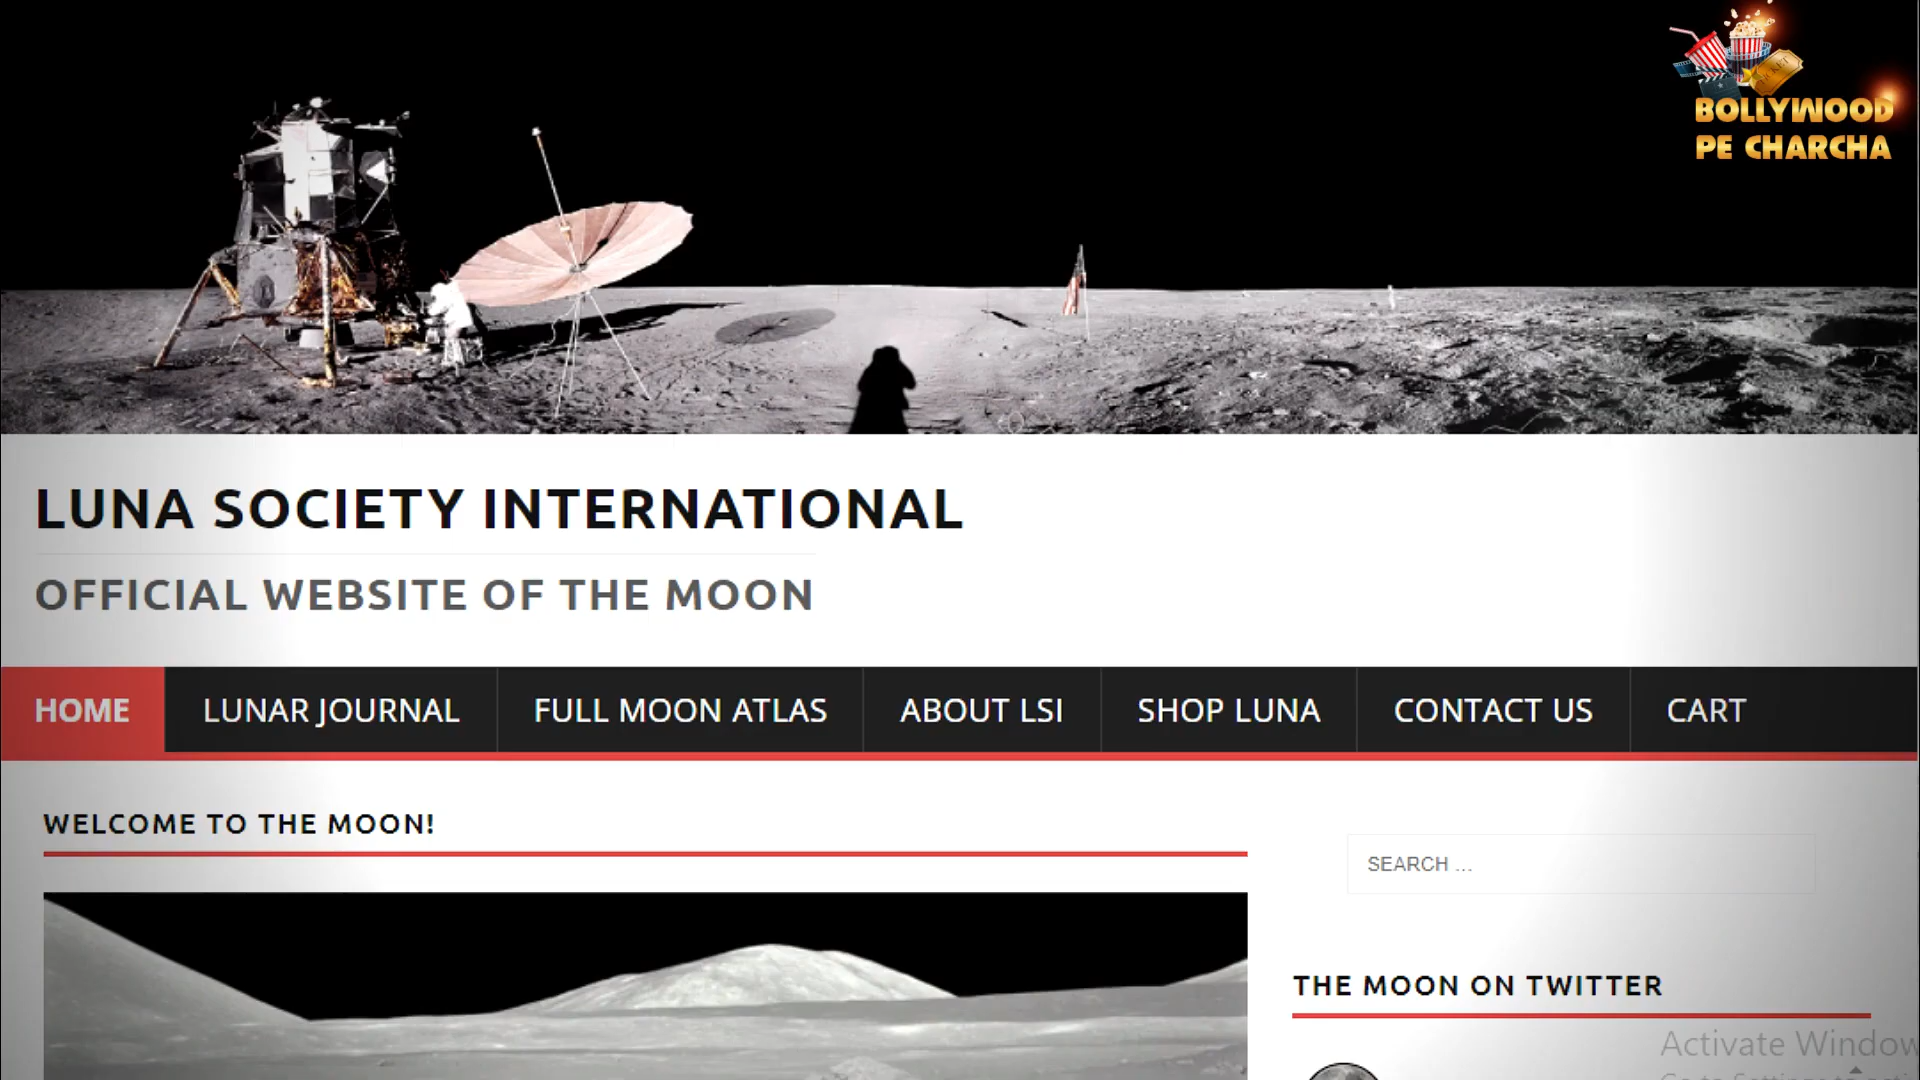 BOLLYWOOD
PE CHARCHA
LUNA SOCIETY INTERNATIONAL
OFFICIAL WEBSITE OF THE MOON
HOME LUNAR JOURNAL FULL MOON ATLAS ABOUT LSI SHOP LUNA CONTACT US CART
WELCOME TO THE MOON!
SEARCH ...
THE MOON ON TWITTER
Activate Window